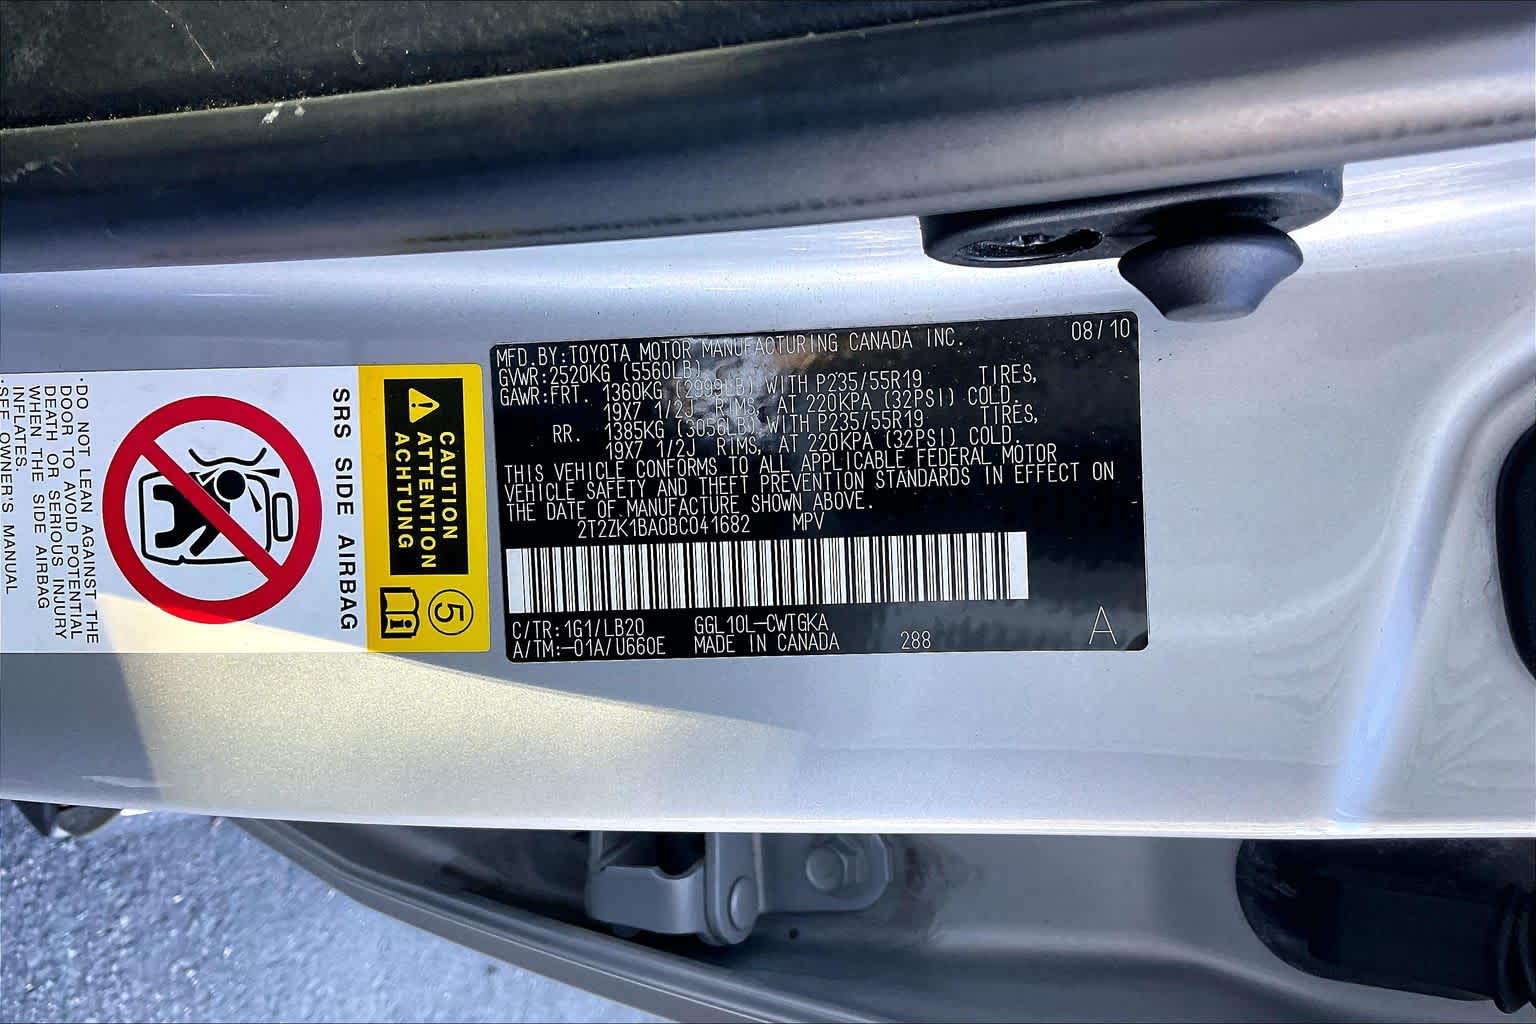 MFD.BY:TOYOTA MOTOR MANUFACTURING CANADA INC. 08/10
GVWR:2520KG (5560LB)
GAWR:FRT. 1360KG (2999LB) WITH P235/55R19 TIRES,
19X7 1/2J RIMS, AT 220KPA (32PSI) COLD.
RR. 1385KG (3056LB) WITH P235/55R19 TIRES,
19X7 1/2J RIMS, AT 220KPA (32PSI) COLD.
THIS VEHICLE CONFORMS TO ALL APPLICABLE FEDERAL MOTOR
VEHICLE SAFETY AND THEFT PREVENTION STANDARDS IN EFFECT ON
THE DATE OF MANUFACTURE SHOWN ABOVE.
2T2ZK1BA0BC041682 MPV
C/TR:1G1/LB20 GGL10L-CWTGKA
A/TM:-01A/U660E MADE IN CANADA 288 A
CAUTION
ATTENTION
ACHTUNG
5
SRS SIDE AIRBAG
·DO NOT LEAN AGAINST THE
DOOR TO AVOID POTENTIAL
DEATH OR SERIOUS INJURY
WHEN THE SIDE AIRBAG
INFLATES.
·SEE OWNER'S MANUAL